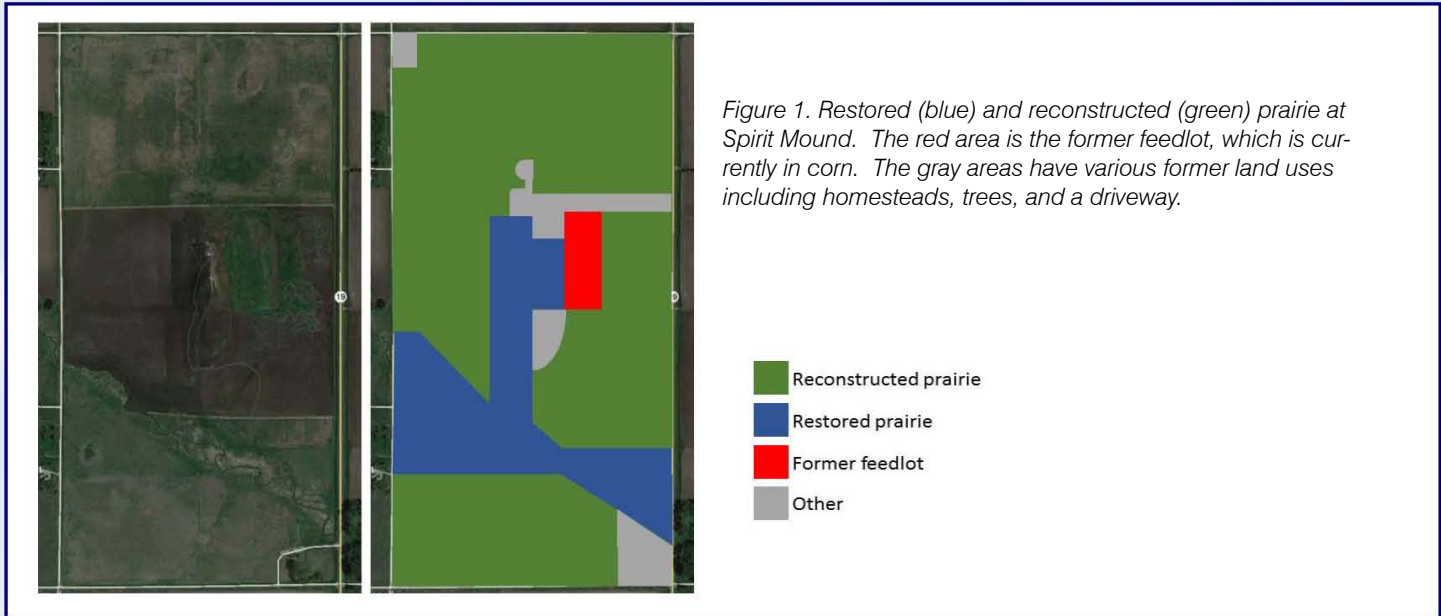 Figure 1. Restored (blue) and reconstructed (green) prairie at
Spirit Mound. The red area is the former feedlot, which is cur-
rently in corn. The gray areas have various former land uses
including homesteads, trees, and a driveway.
19
9
Reconstructed prairie
Restored prairie
Former feedlot
Other